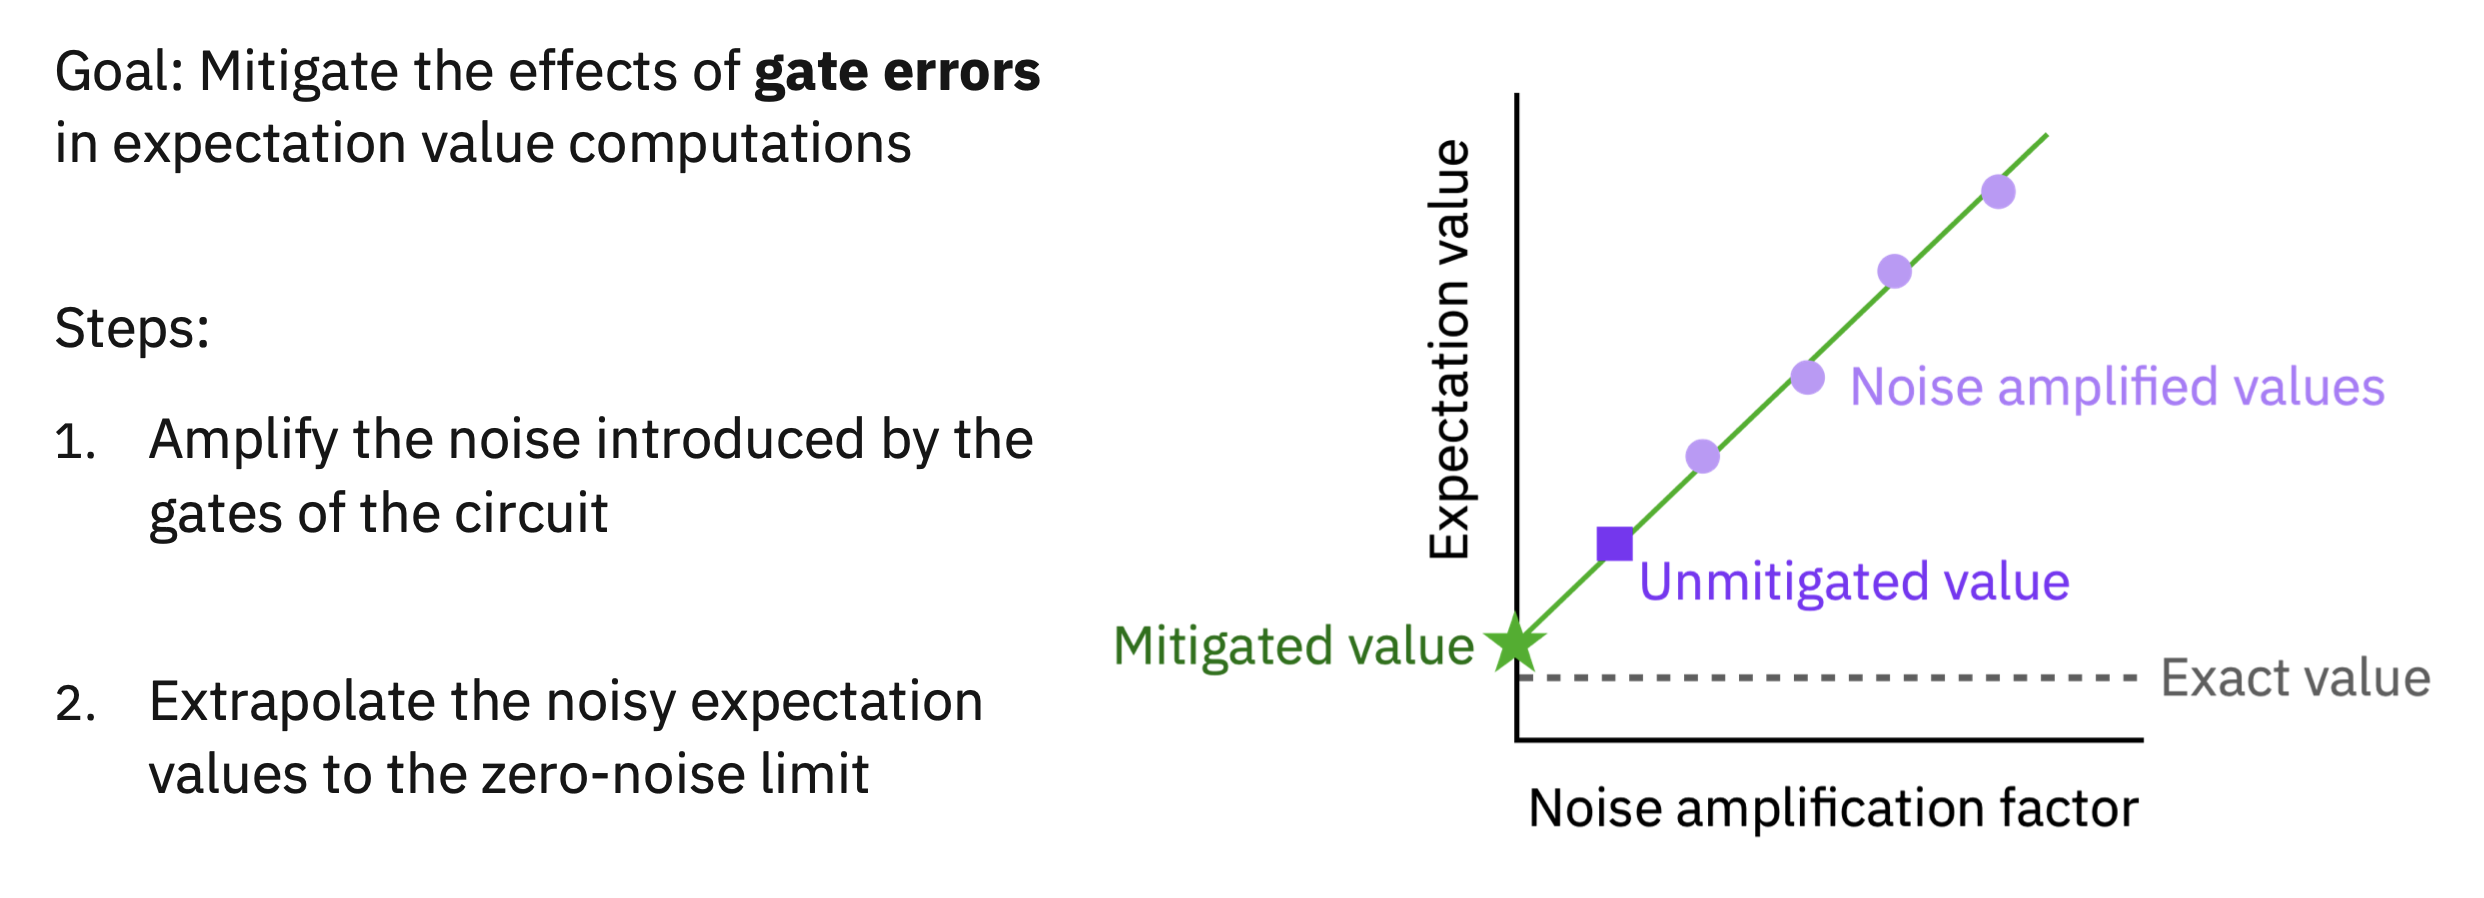 Goal: Mitigate the effects of gate errors
in expectation value computations
Steps:
1. Amplify the noise introduced by the
gates of the circuit
2. Extrapolate the noisy expectation
values to the zero-noise limit
Expectation value
Noise amplified values
Unmitigated value
Mitigated value
Exact value
Noise amplification factor